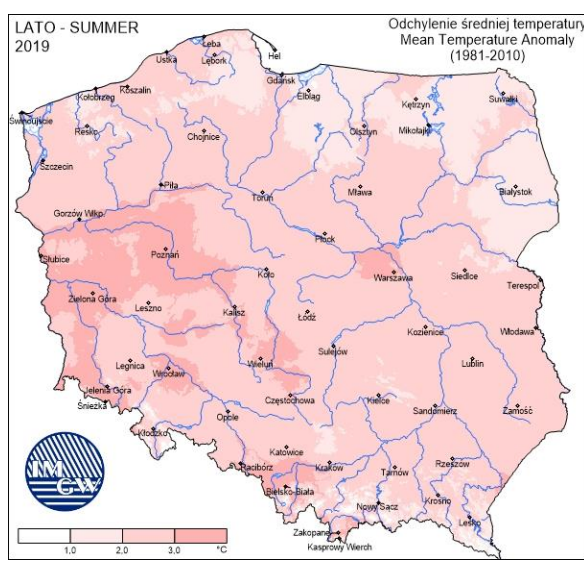 LATO - SUMMER
2019
Odchylenie średniej temperatury
Mean Temperature Anomaly
(1981-2010)
Łeba
Hel
Ustka
Lębork
Gdańsk
Koszalin
Kołobrzeg
Elbląg
Kętrzyn
Suwałki
Świnoujście
Resko
Chojnice
Olsztyn
Mikołajki
Szczecin
Piła
Toruń
Mława
Białystok
Gorzów Wlkp
Płock
Słubice
Poznań
Koło
Warszawa
Siedlce
Terespol
Zielona Góra
Leszno
Kalisz
Łódź
Kozienice
Włodawa
Legnica
Wrocław
Wieluń
Sulejów
Lublin
Jelenia Góra
Śnieżka
Częstochowa
Kielce
Sandomierz
Zamość
Opole
Kłodzko
Katowice
Racibórz
Kraków
Tarnów
Rzeszów
Bielsko-Biała
Nowy Sącz
Krosno
Lesko
Zakopane
Kasprowy Wierch
IM
GW
1,0 2,0 3,0 °C